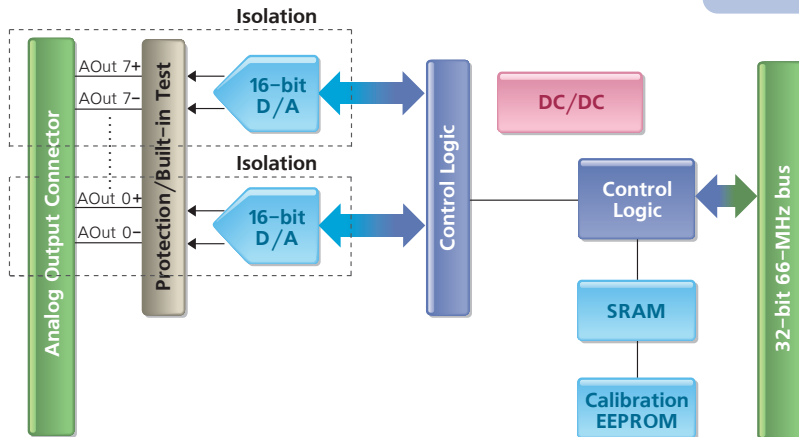 Isolation
AOut 7+
AOut 7−
16-bit
D/A
Isolation
AOut 0+
AOut 0−
16-bit
D/A
Analog Output Connector
Protection/Built-in Test
Control Logic
DC/DC
Control
Logic
SRAM
Calibration
EEPROM
32-bit 66-MHz bus